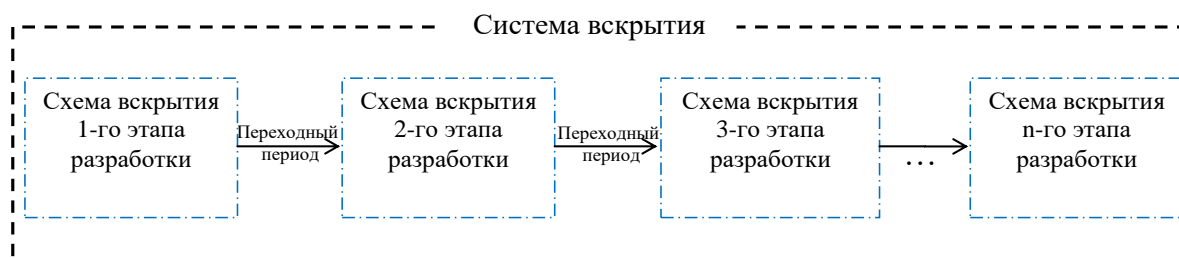 Система вскрытия
Схема вскрытия
1-го этапа
разработки
Переходный
период
Схема вскрытия
2-го этапа
разработки
Переходный
период
Схема вскрытия
3-го этапа
разработки
...
Схема вскрытия
n-го этапа
разработки